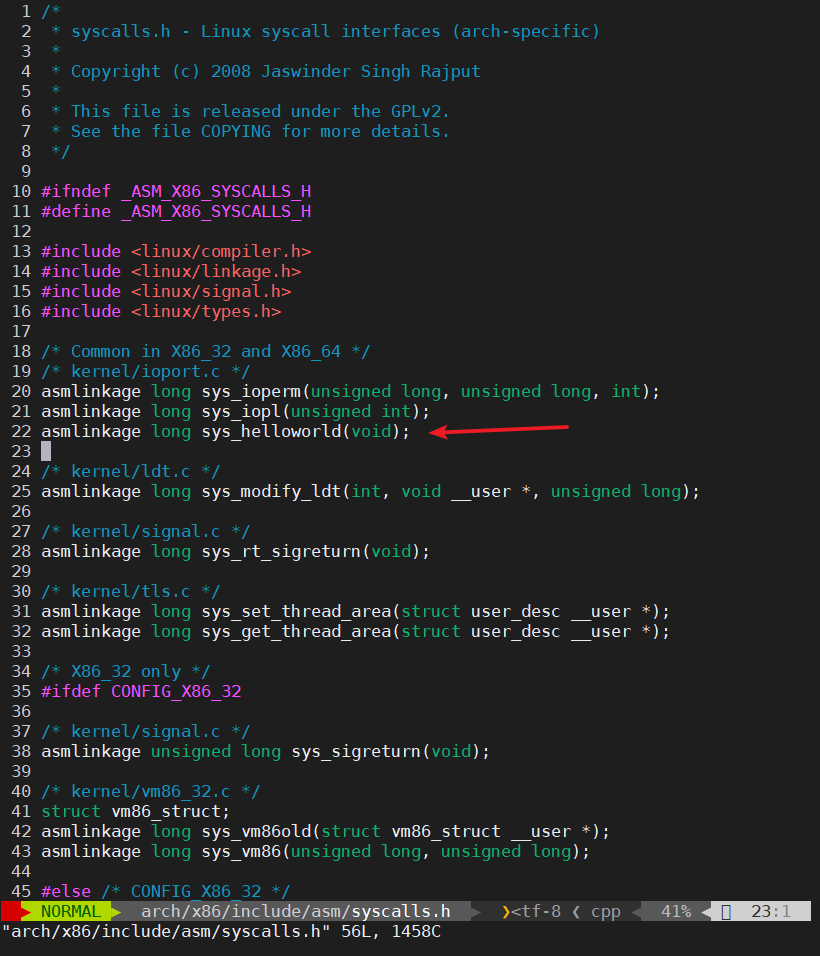 1 /*
2  * syscalls.h - Linux syscall interfaces (arch-specific)
3  *
4  * Copyright (c) 2008 Jaswinder Singh Rajput
5  *
6  * This file is released under the GPLv2.
7  * See the file COPYING for more details.
8  */
9
10 #ifndef _ASM_X86_SYSCALLS_H
11 #define _ASM_X86_SYSCALLS_H
12
13 #include <linux/compiler.h>
14 #include <linux/linkage.h>
15 #include <linux/signal.h>
16 #include <linux/types.h>
17
18 /* Common in X86_32 and X86_64 */
19 /* kernel/ioport.c */
20 asmlinkage long sys_ioperm(unsigned long, unsigned long, int);
21 asmlinkage long sys_iopl(unsigned int);
22 asmlinkage long sys_helloworld(void);
23
24 /* kernel/ldt.c */
25 asmlinkage long sys_modify_ldt(int, void __user *, unsigned long);
26
27 /* kernel/signal.c */
28 asmlinkage long sys_rt_sigreturn(void);
29
30 /* kernel/tls.c */
31 asmlinkage long sys_set_thread_area(struct user_desc __user *);
32 asmlinkage long sys_get_thread_area(struct user_desc __user *);
33
34 /* X86_32 only */
35 #ifdef CONFIG_X86_32
36
37 /* kernel/signal.c */
38 asmlinkage unsigned long sys_sigreturn(void);
39
40 /* kernel/vm86_32.c */
41 struct vm86_struct;
42 asmlinkage long sys_vm86old(struct vm86_struct __user *);
43 asmlinkage long sys_vm86(unsigned long, unsigned long);
44
45 #else /* CONFIG_X86_32 */
NORMAL arch/x86/include/asm/syscalls.h ❯<tf-8 ❮ cpp 41% 23:1
"arch/x86/include/asm/syscalls.h" 56L, 1458C